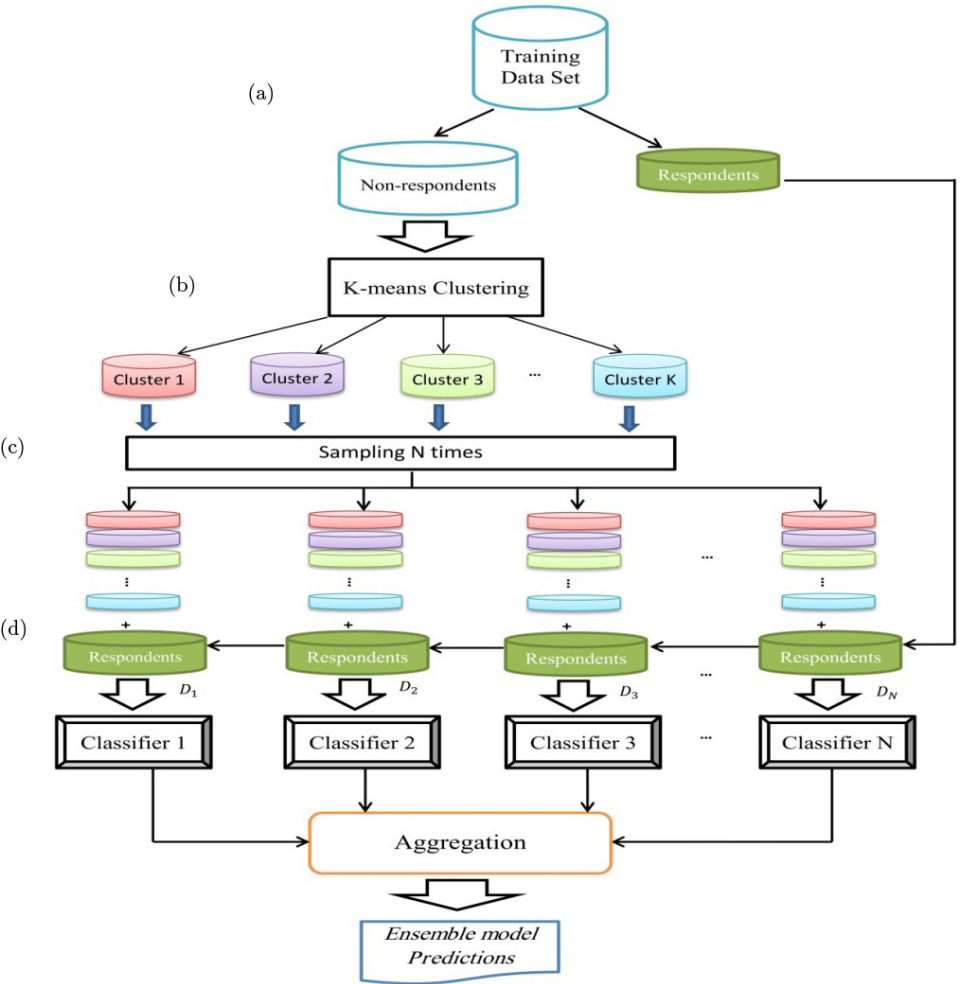 Training
Data Set
(a)
Non-respondents
Respondents
(b)
K-means Clustering
Cluster 1
Cluster 2
Cluster 3
...
Cluster K
(c)
Sampling N times
...
⋮
⋮
⋮
⋮
+
+
+
+
(d)
Respondents
Respondents
Respondents
Respondents
...
D1
D2
D3
DN
Classifier 1
Classifier 2
Classifier 3
...
Classifier N
Aggregation
Ensemble model
Predictions